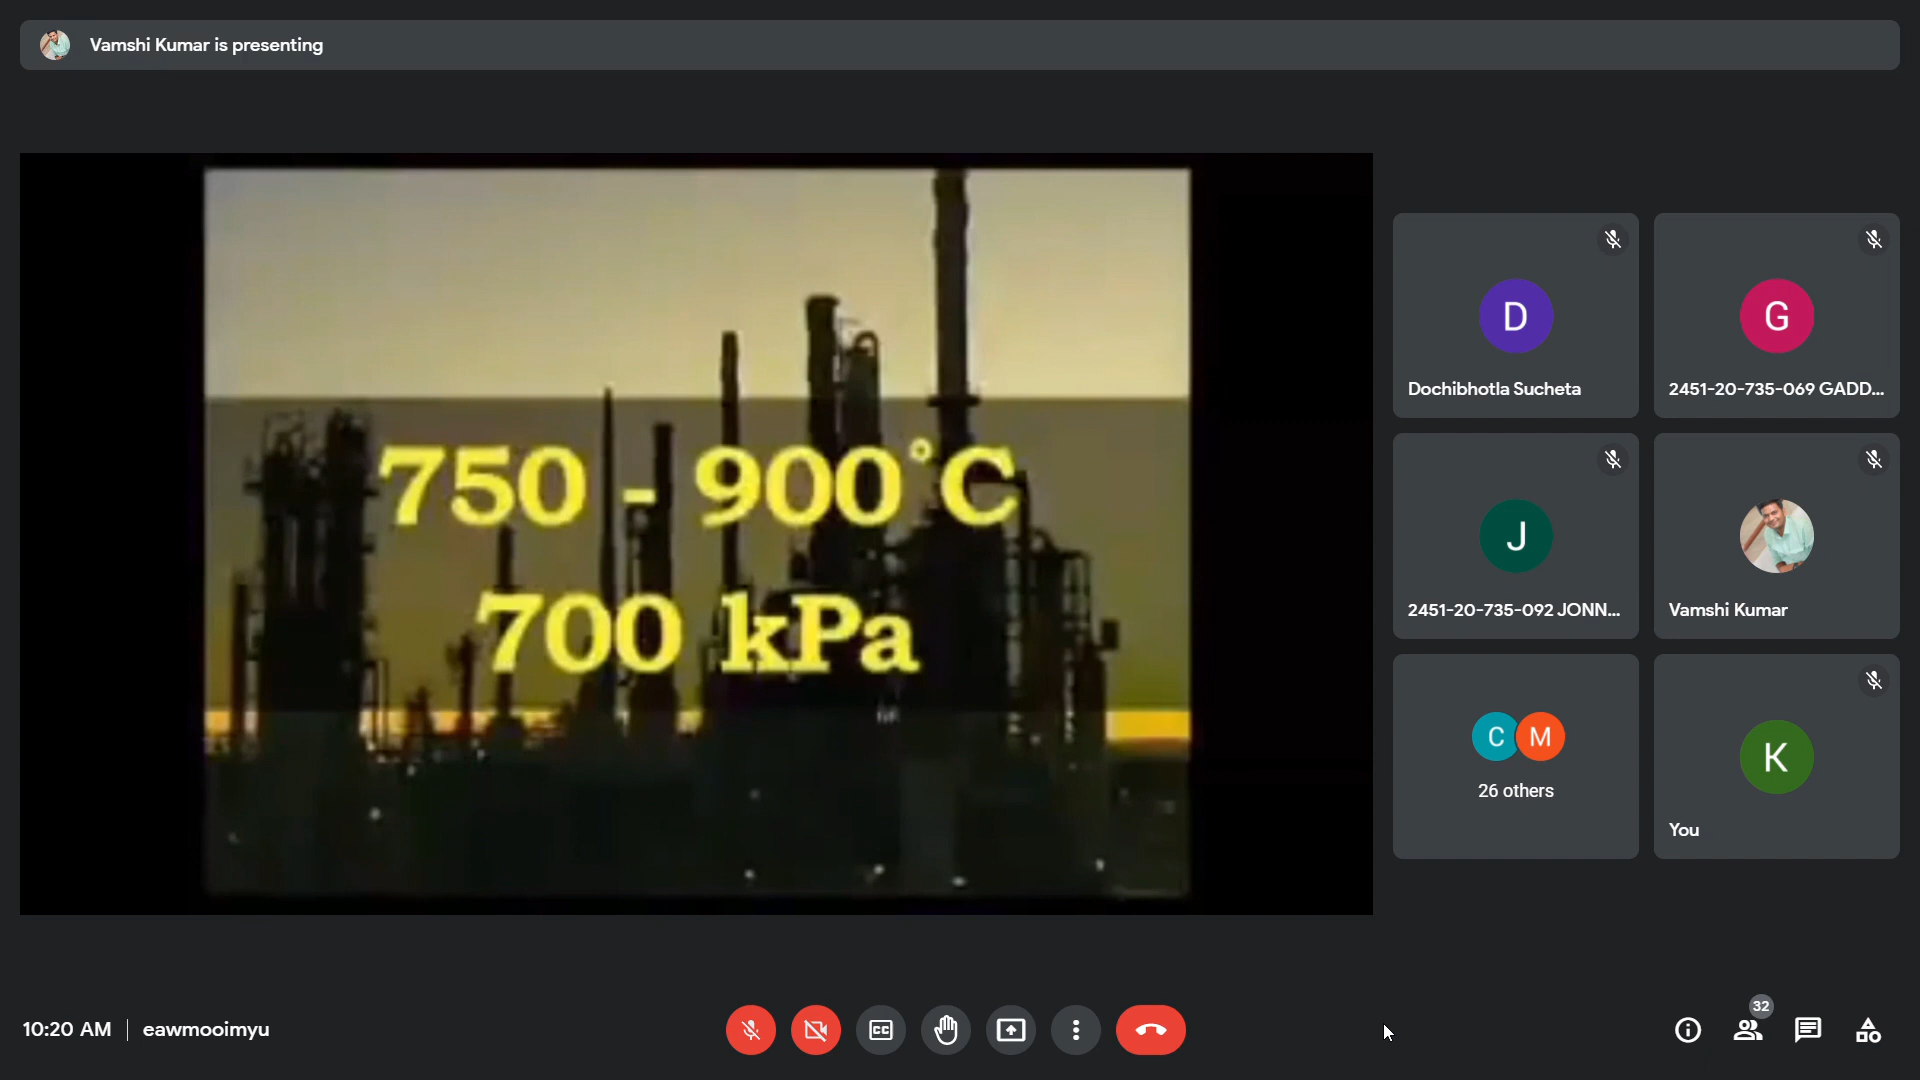 Vamshi Kumar is presenting
750 - 900°C
700 kPa
D
Dochibhotla Sucheta
G
2451-20-735-069 GADD...
J
2451-20-735-092 JONN...
Vamshi Kumar
C M
26 others
K
You
10:20 AM | eawmooimyu
CC
32